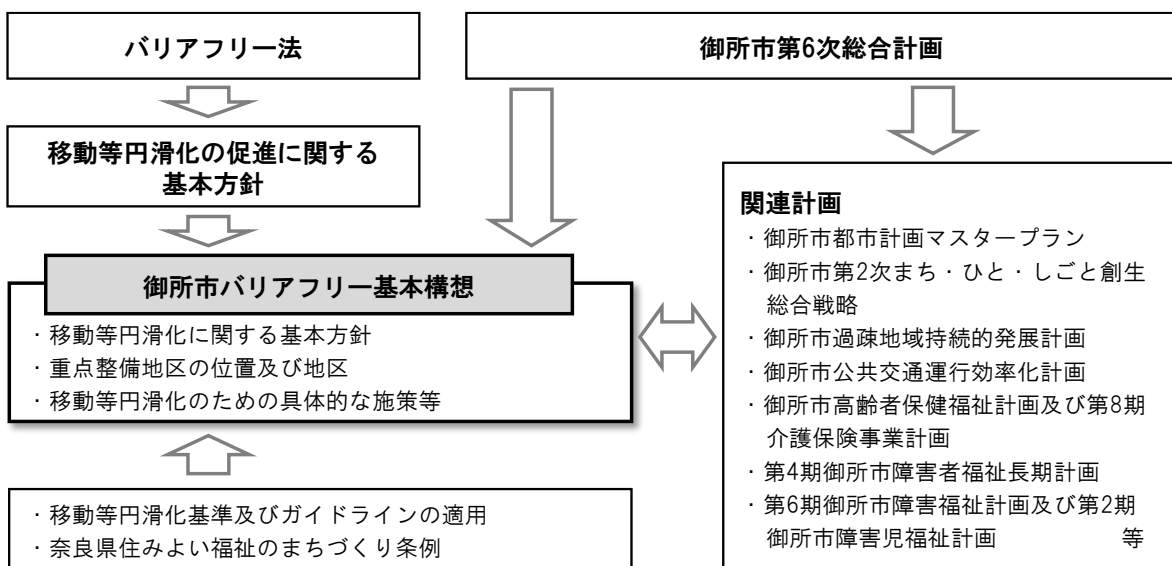 バリアフリー法
御所市第6次総合計画
移動等円滑化の促進に関する
基本方針
御所市バリアフリー基本構想
・移動等円滑化に関する基本方針
・重点整備地区の位置及び地区
・移動等円滑化のための具体的な施策等
・移動等円滑化基準及びガイドラインの適用
・奈良県住みよい福祉のまちづくり条例
関連計画
・御所市都市計画マスタープラン
・御所市第2次まち・ひと・しごと創生
総合戦略
・御所市過疎地域持続的発展計画
・御所市公共交通運行効率化計画
・御所市高齢者保健福祉計画及び第8期
介護保険事業計画
・第4期御所市障害者福祉長期計画
・第6期御所市障害福祉計画及び第2期
御所市障害児福祉計画 等